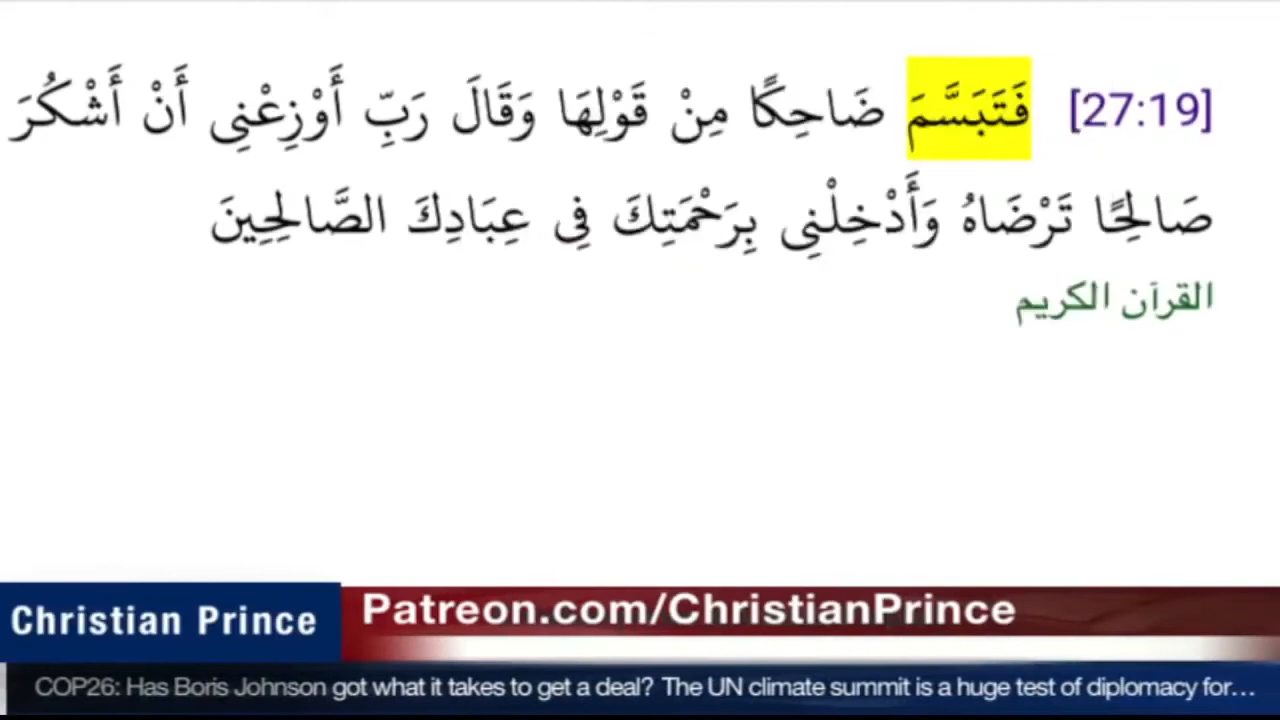 [27:19] فَتَبَسَّمَ ضَاحِكًا مِنْ قَوْلِهَا وَقَالَ رَبِّ أَوْزِعْنِى أَنْ أَشْكُرَ
صَالِحًا تَرْضَاهُ وَأَدْخِلْنِى بِرَحْمَتِكَ فِى عِبَادِكَ الصَّالِحِينَ
القرآن الكريم
Christian Prince
Patreon.com/ChristianPrince
COP26: Has Boris Johnson got what it takes to get a deal? The UN climate summit is a huge test of diplomacy for…